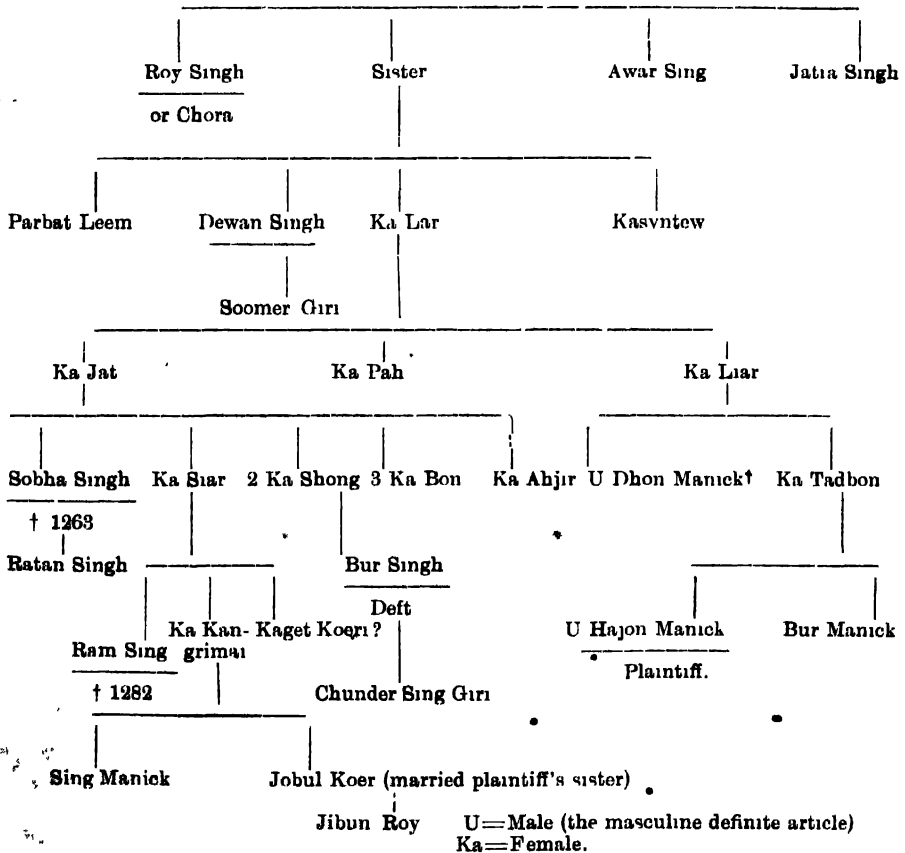 Roy Singh Sister Awar Sing Jatia Singh
or Chora
Parbat Leem Dewan Singh Ka Lar Kasvntew
Soomer Giri
Ka Jat Ka Pah Ka Liar
Sobha Singh Ka Siar 2 Ka Shong 3 Ka Bon Ka Ahjir U Dhon Manick† Ka Tadbon
† 1263
Ratan Singh Bur Singh
Deft
Ka Kan- Kaget Koeri? U Hajon Manick Bur Manick
Ram Sing grimai
Plaintiff.
† 1282 Chunder Sing Giri
Sing Manick Jobul Koer (married plaintiff's sister)
Jibun Roy U=Male (the masculine definite article)
Ka=Female.